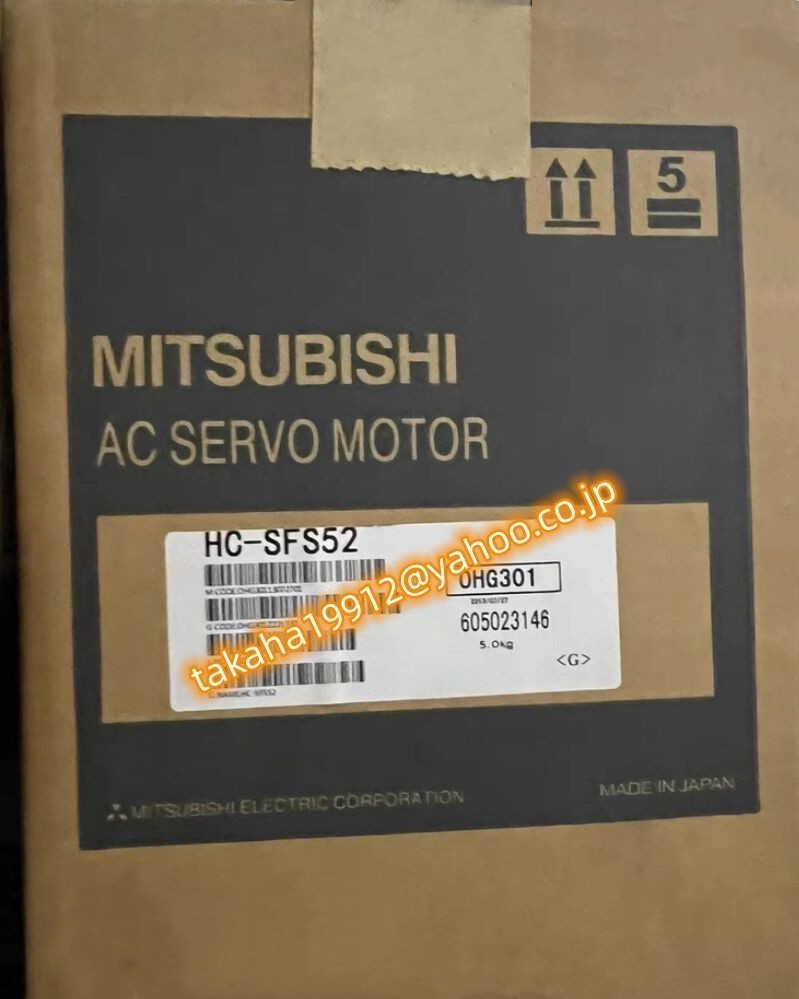 5
MITSUBISHI
AC SERVO MOTOR
HC-SFS52
OHG301
605023146
5.0kg
<G>
takaha19912@yahoo.co.jp
MITSUBISHI ELECTRIC CORPORATION
MADE IN JAPAN